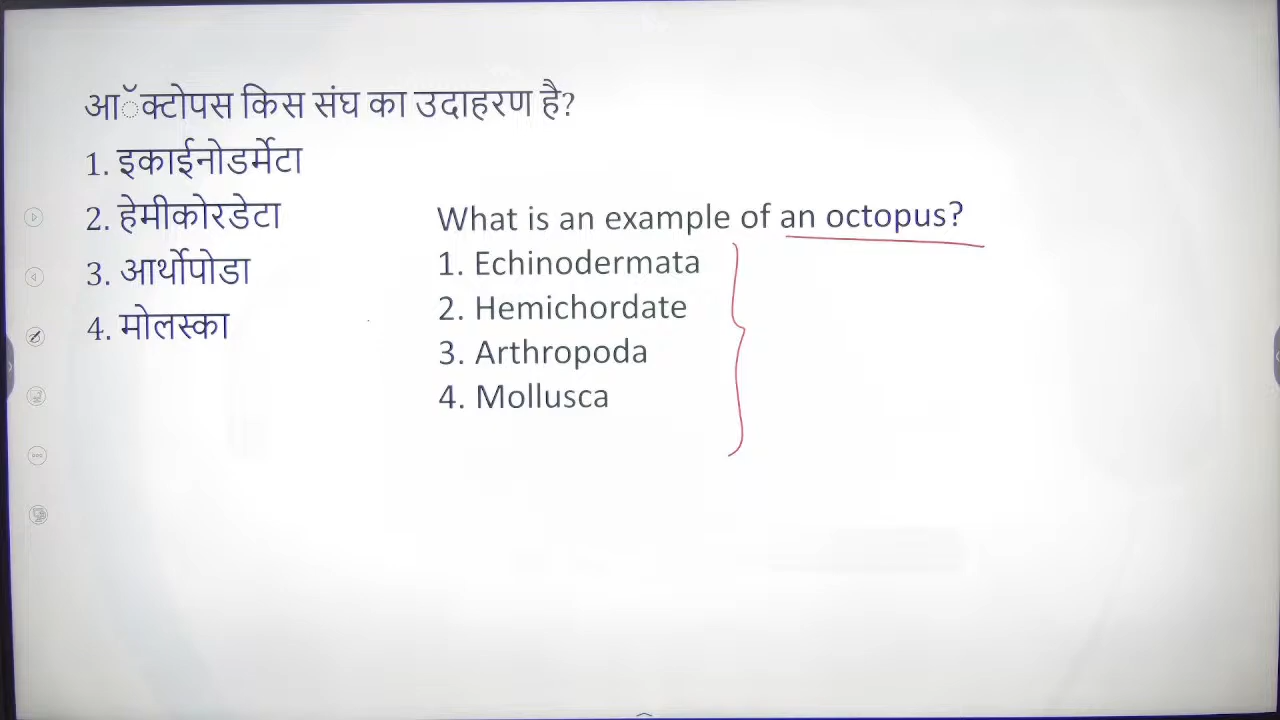 आॅक्टोपस किस संघ का उदाहरण है?
1. इकाईनोडर्मेटा
2. हेमीकोरडेटा
3. आर्थोपोडा
4. मोलस्का
What is an example of an octopus?
1. Echinodermata
2. Hemichordate
3. Arthropoda
4. Mollusca